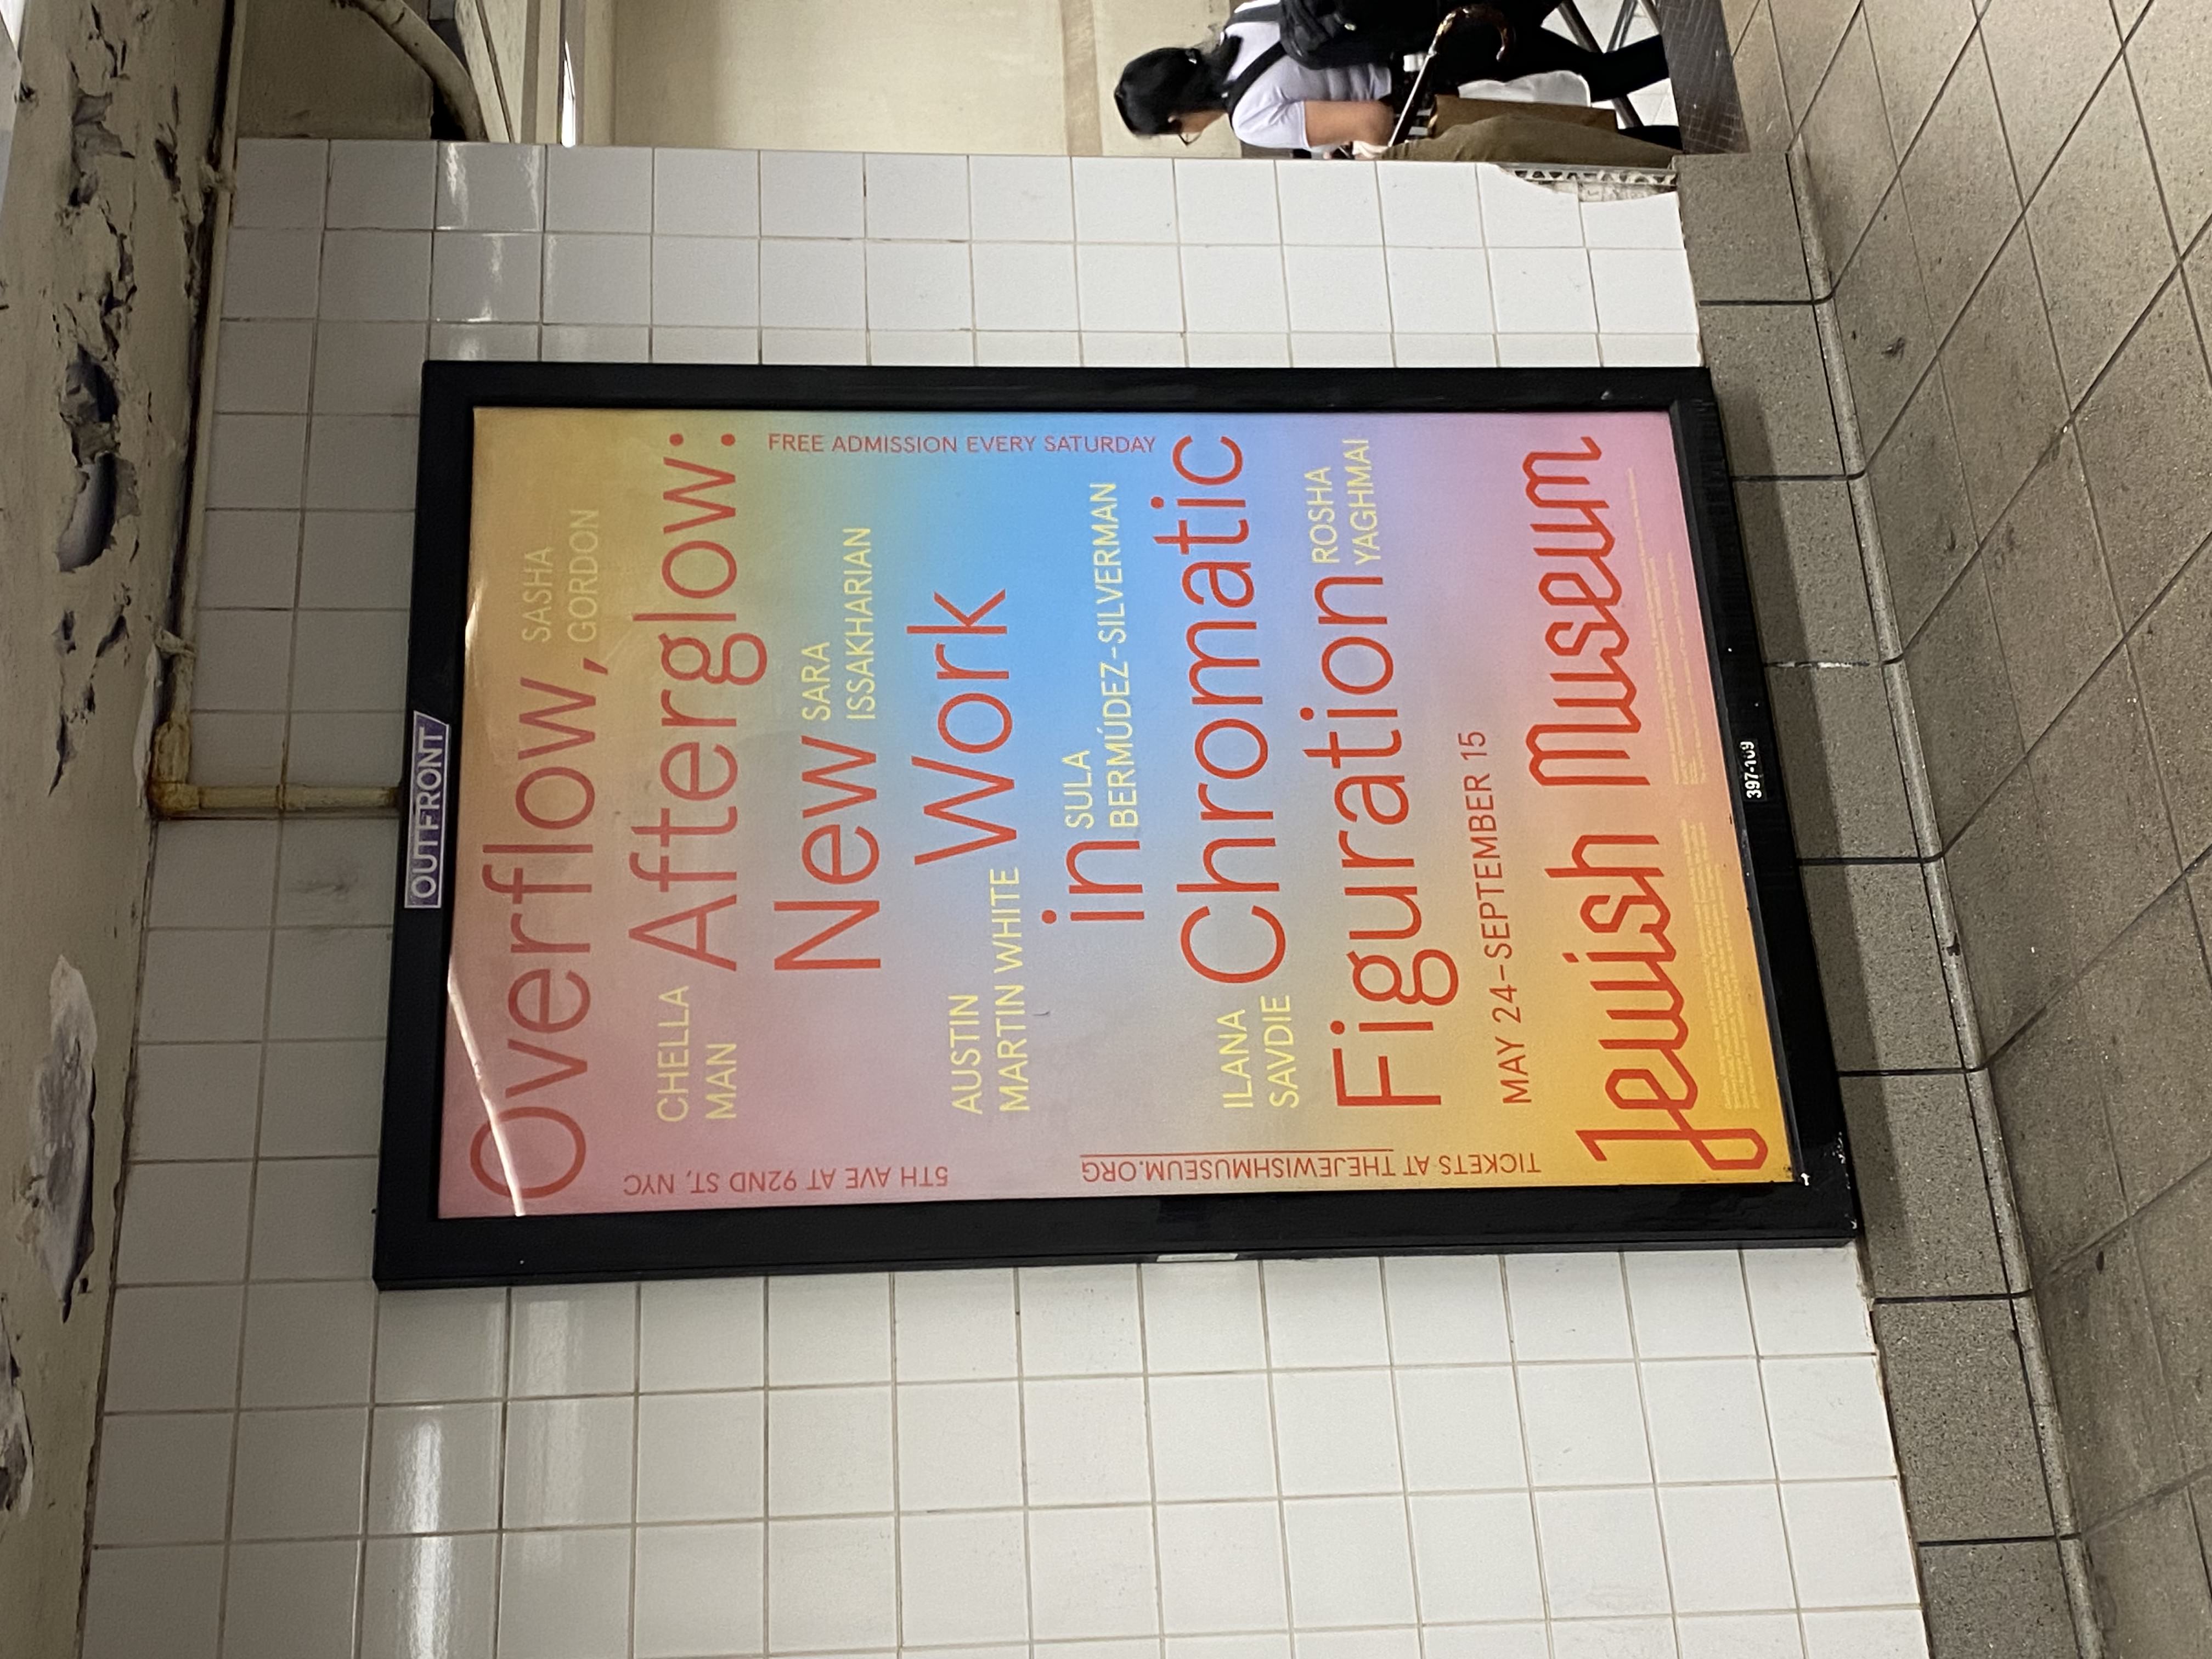 OUTFRONT
Overflow,
SASHA
GORDON
CHELLA
MAN
Afterglow:
New
SARA
ISSAKHARIAN
AUSTIN
MARTIN WHITE
Work
in
SULA
BERMÚDEZ-SILVERMAN
ILANA
SAVDIE
Chromatic
Figuration
ROSHA
YAGHMAI
MAY 24–SEPTEMBER 15
Jewish Museum
5TH AVE AT 92ND ST, NYC
TICKETS AT THEJEWISHMUSEUM.ORG
FREE ADMISSION EVERY SATURDAY
397-109